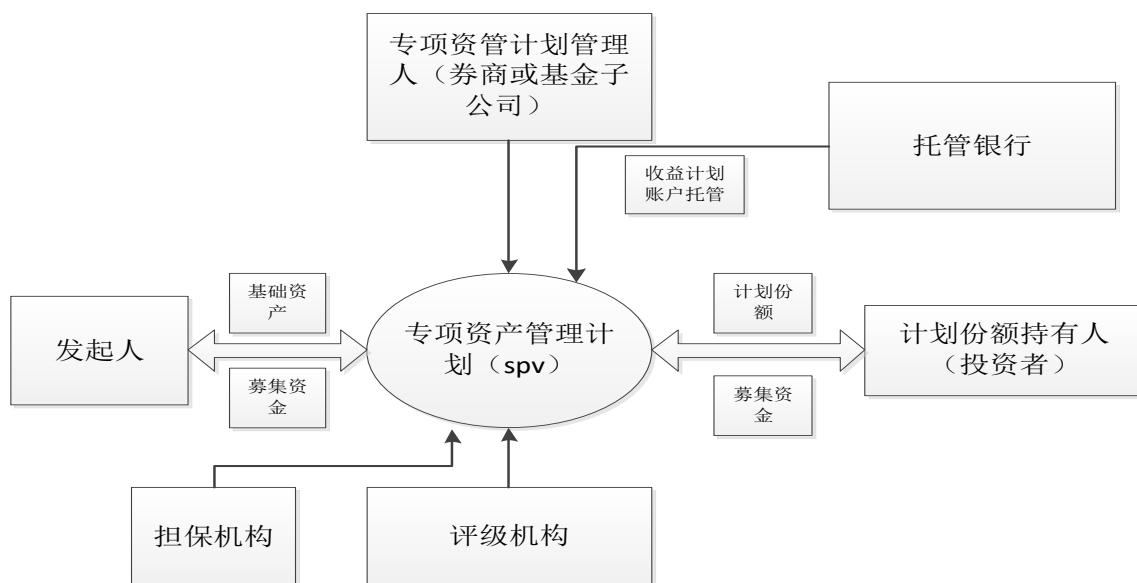 专项资管计划管理
人（券商或基金子
公司）
托管银行
收益计划
账户托管
基础资
产
计划份
额
发起人
专项资产管理计
划（spv）
计划份额持有人
（投资者）
募集资
金
募集资
金
担保机构
评级机构